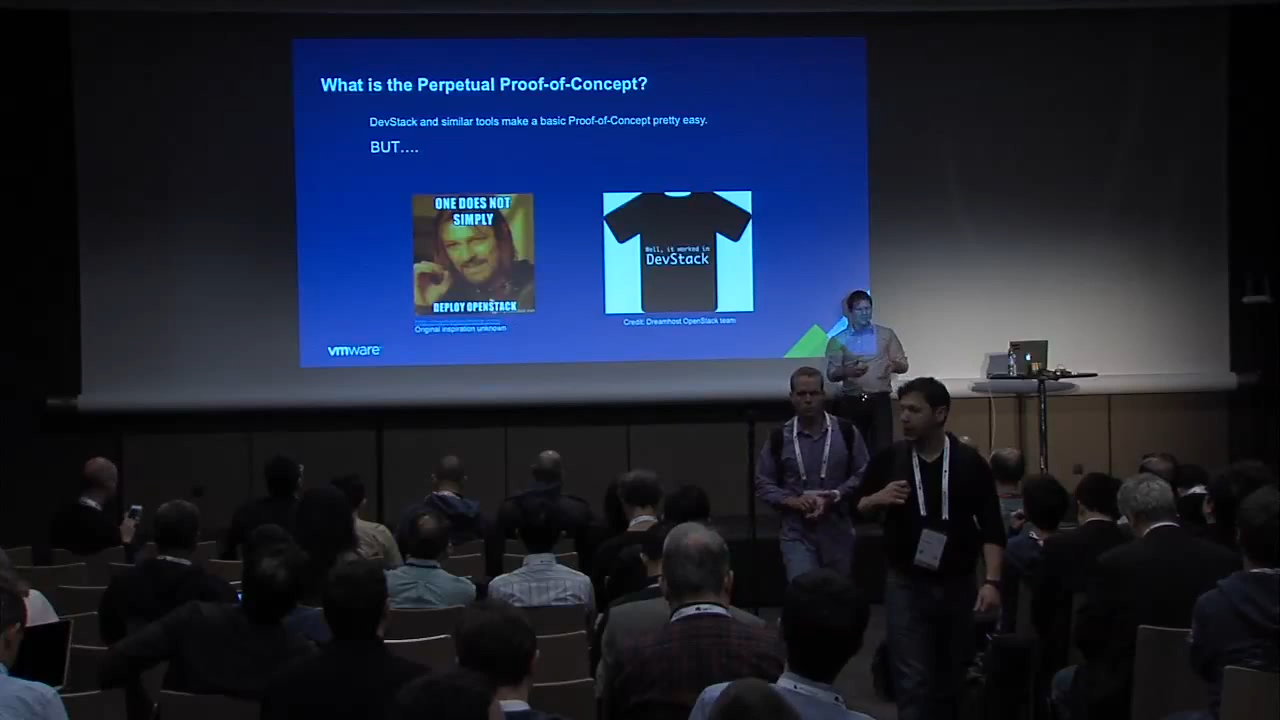 What is the Perpetual Proof-of-Concept?
DevStack and similar tools make a basic Proof-of-Concept pretty easy.
BUT....
ONE DOES NOT
SIMPLY
DEPLOY OPENSTACK
Original inspiration unknown
Well, it worked in
DevStack
Credit: Dreamhost OpenStack team
vmware